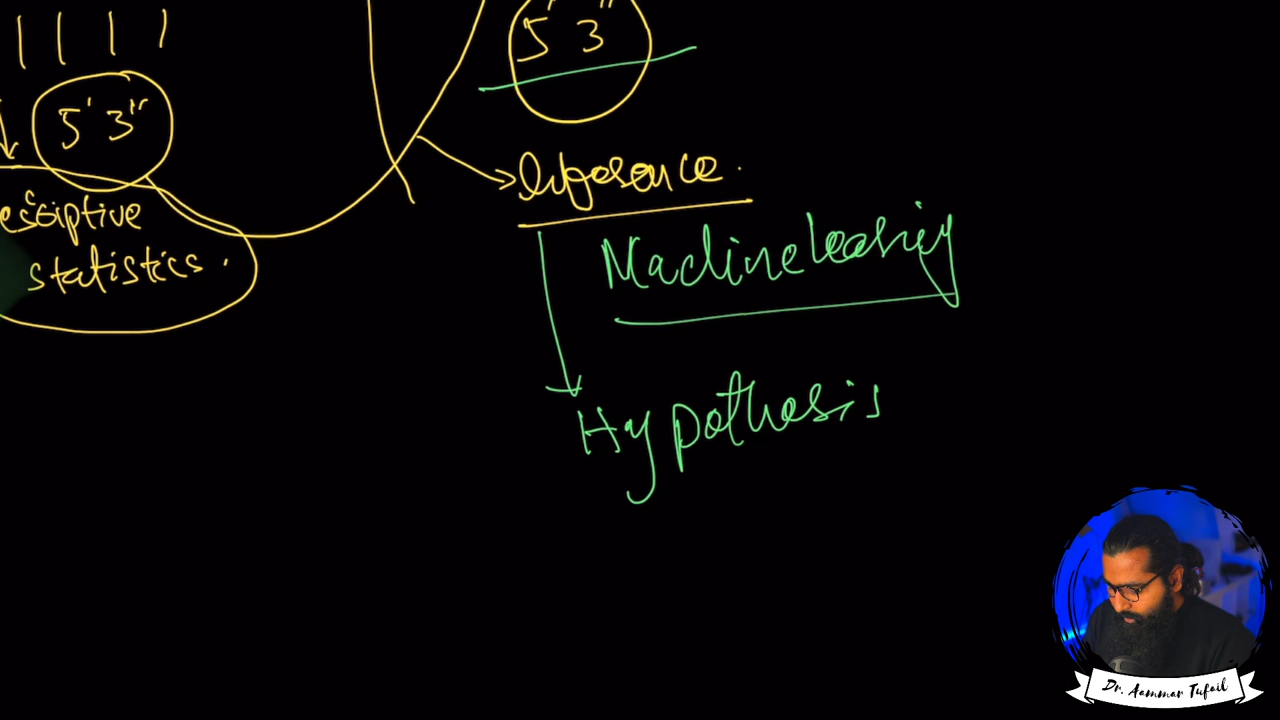 5' 3"
5' 3"
escriptive
statistics.
Inference.
Machine learning
Hypothesis
Dr. Aammar Tufail